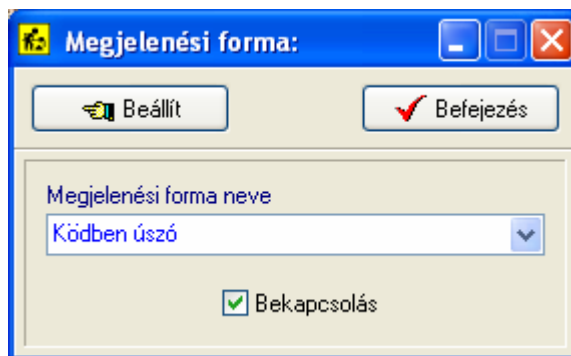 Megjelenési forma:
Beállít
Befejezés
Megjelenési forma neve
Ködben úszó
Bekapcsolás